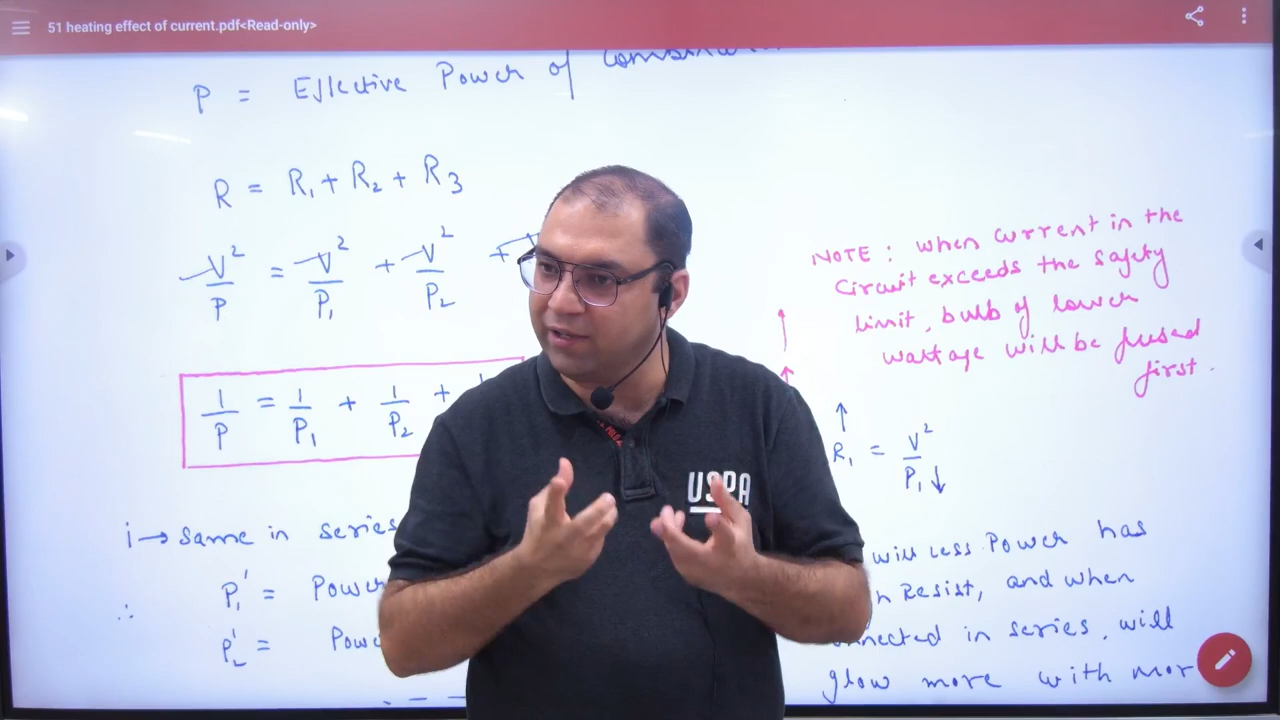 51 heating effect of current.pdf<Read-only>
P = Effective Power of
R = R₁ + R₂ + R₃
V²/P = V²/P₁ + V²/P₂ +
1/P = 1/P₁ + 1/P₂ +
i → same in series
∴ P₁' = Power
P₂' =
NOTE : when current in the
circuit exceeds the safety
limit, bulb of lower
wattage will be fused
first.
↑ R₁ = V²/P₁ ↓
will less Power has
Resist, and when
in series, will
glow more with
USPA